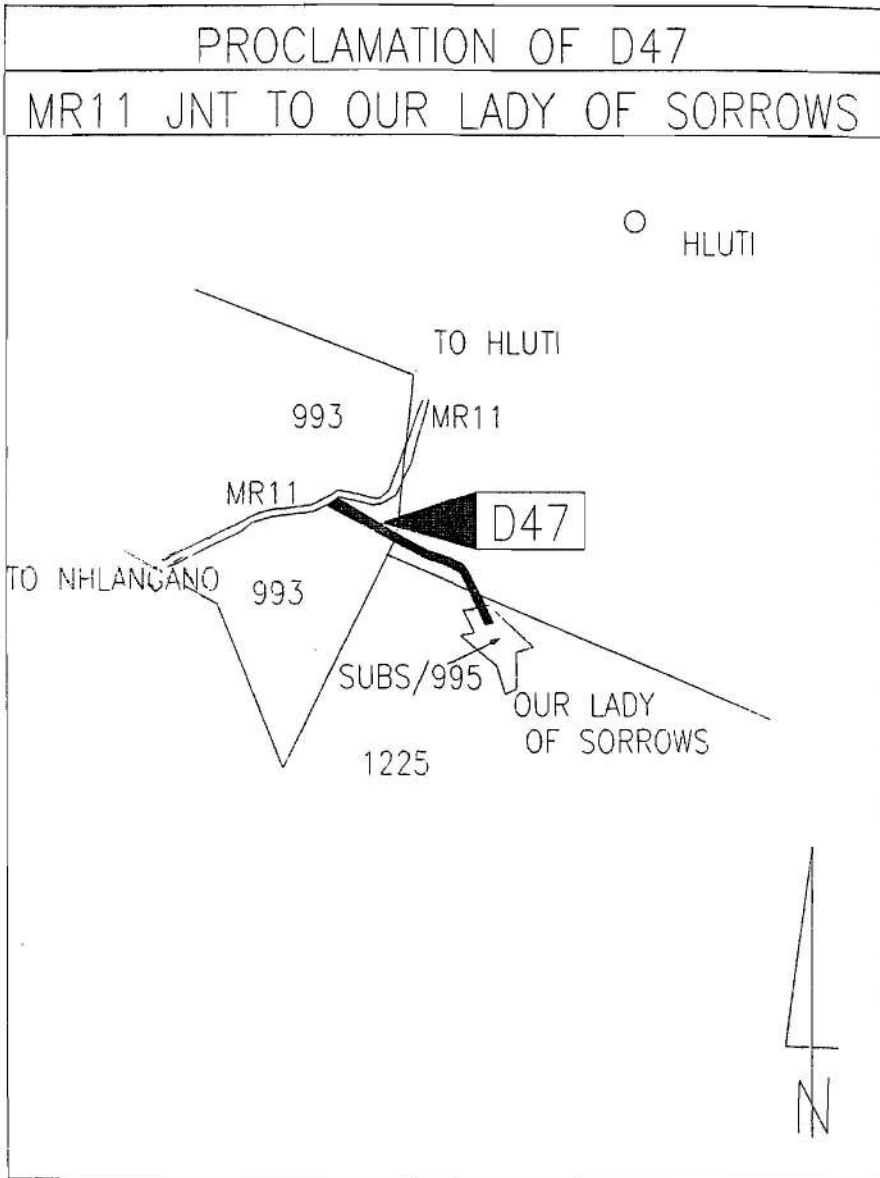 PROCLAMATION OF D47
MR11 JNT TO OUR LADY OF SORROWS
HLUTI
TO HLUTI
993
MR11
MR11
D47
TO NHLANGANO
993
SUBS/995
OUR LADY
OF SORROWS
1225
N